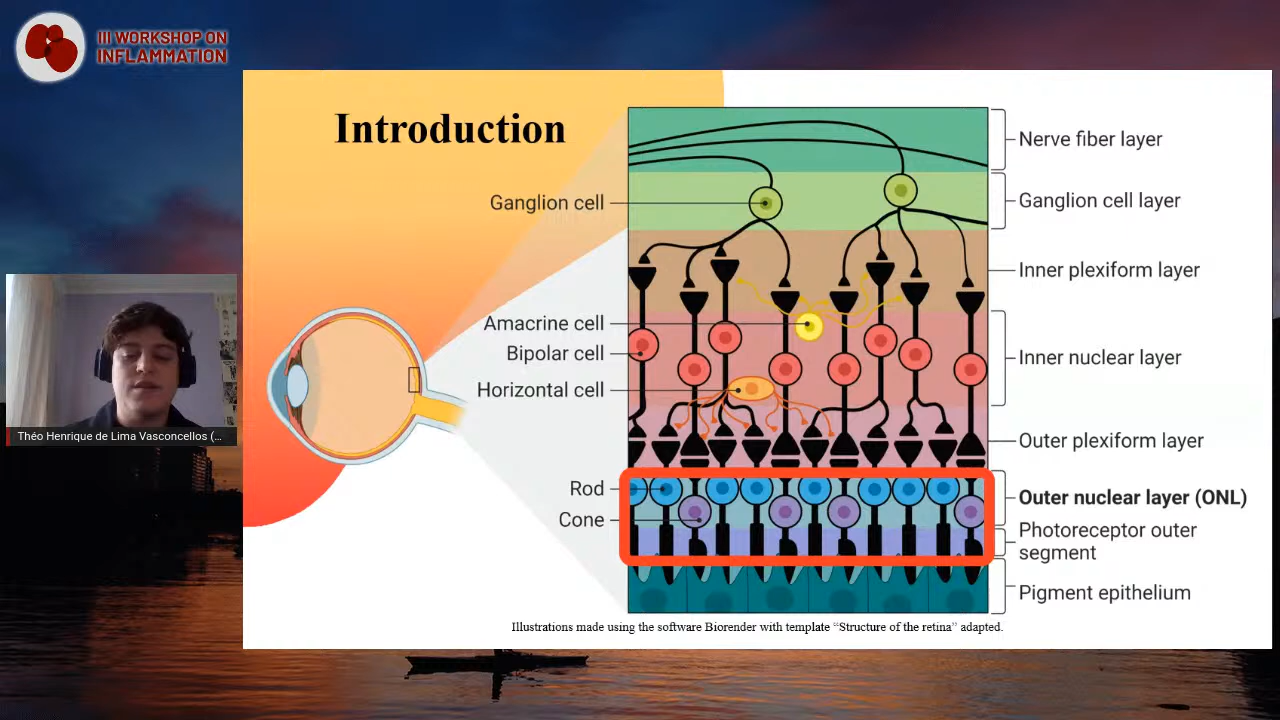 III WORKSHOP ON
INFLAMMATION
Introduction
Ganglion cell
Amacrine cell
Bipolar cell
Horizontal cell
Rod
Cone
Nerve fiber layer
Ganglion cell layer
Inner plexiform layer
Inner nuclear layer
Outer plexiform layer
Outer nuclear layer (ONL)
Photoreceptor outer
segment
Pigment epithelium
Illustrations made using the software Biorender with template “Structure of the retina” adapted.
Théo Henrique de Lima Vasconcellos (...